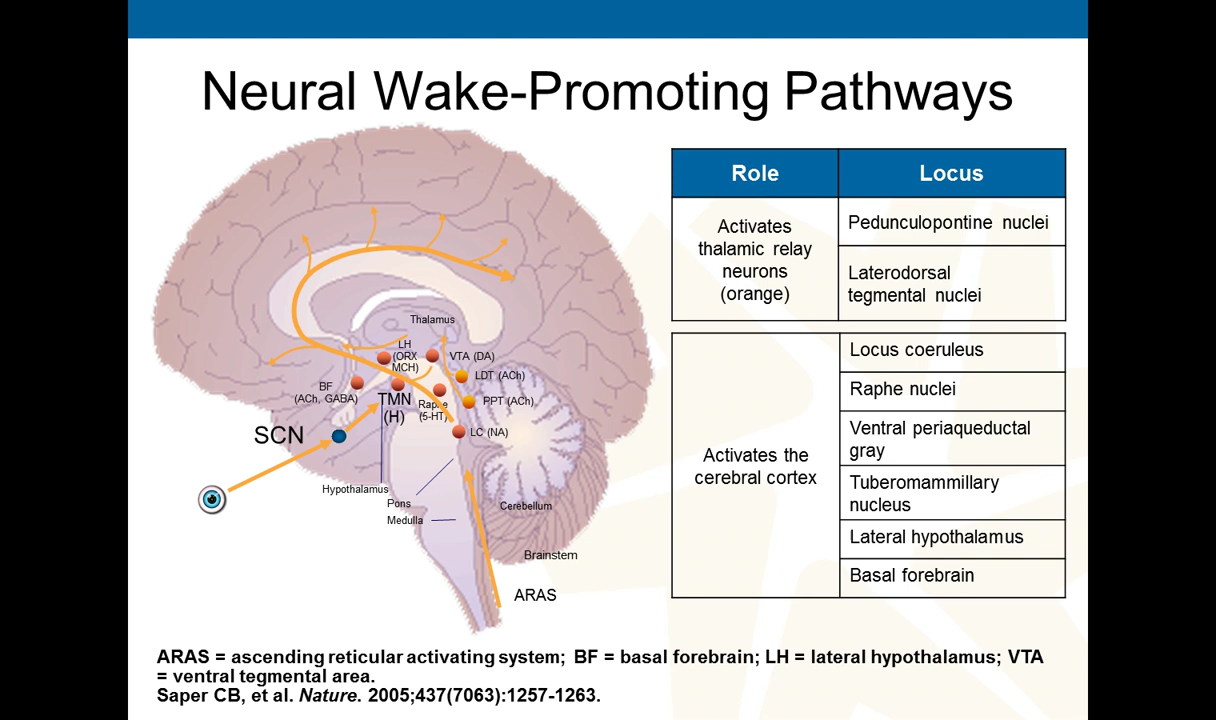 Neural Wake-Promoting Pathways
Thalamus
LH
(ORX
MCH)
VTA (DA)
LDT (ACh)
BF
(ACh, GABA)
TMN
(H)
Raphe
(5-HT)
PPT (ACh)
SCN
LC (NA)
Hypothalamus
Pons
Medulla
Cerebellum
Brainstem
ARAS
Role
Locus
Activates
thalamic relay
neurons
(orange)
Pedunculopontine nuclei
Laterodorsal
tegmental nuclei
Activates the
cerebral cortex
Locus coeruleus
Raphe nuclei
Ventral periaqueductal
gray
Tuberomammillary
nucleus
Lateral hypothalamus
Basal forebrain
ARAS = ascending reticular activating system; BF = basal forebrain; LH = lateral hypothalamus; VTA
= ventral tegmental area.
Saper CB, et al. Nature. 2005;437(7063):1257-1263.